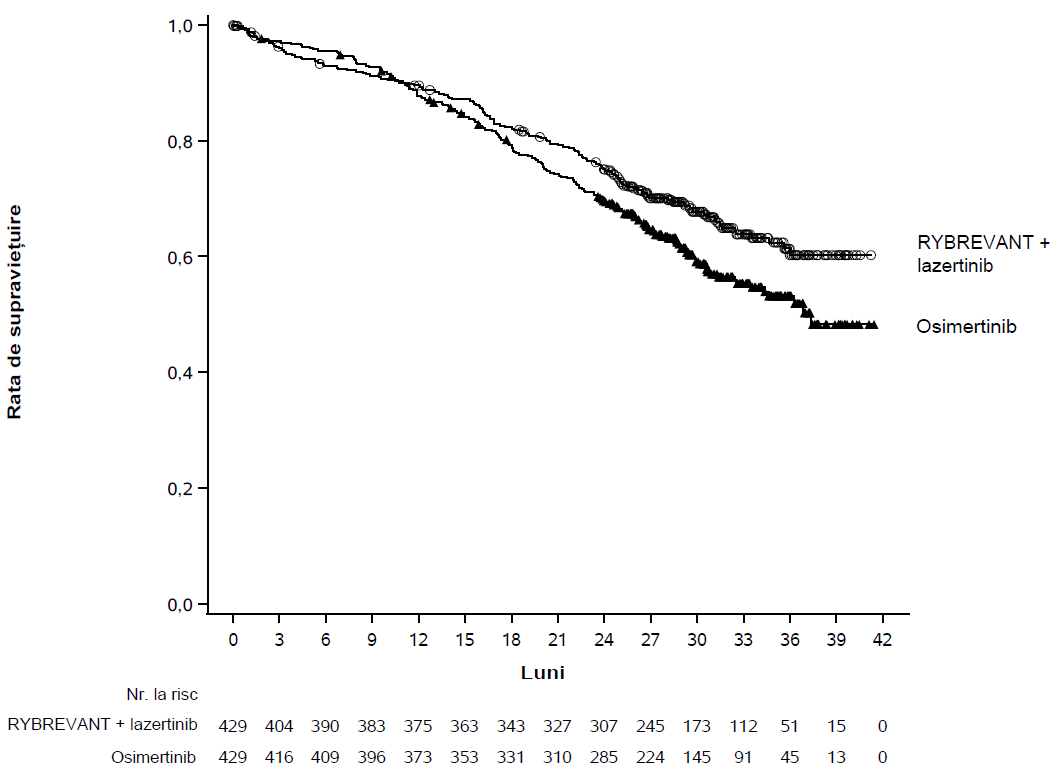 1,0
0,8
0,6
0,4
0,2
0,0
Rata de supraviețuire
RYBREVANT +
lazertinib
Osimertinib
0 3 6 9 12 15 18 21 24 27 30 33 36 39 42
Luni
Nr. la risc
RYBREVANT + lazertinib 429 404 390 383 375 363 343 327 307 245 173 112 51 15 0
Osimertinib 429 416 409 396 373 353 331 310 285 224 145 91 45 13 0